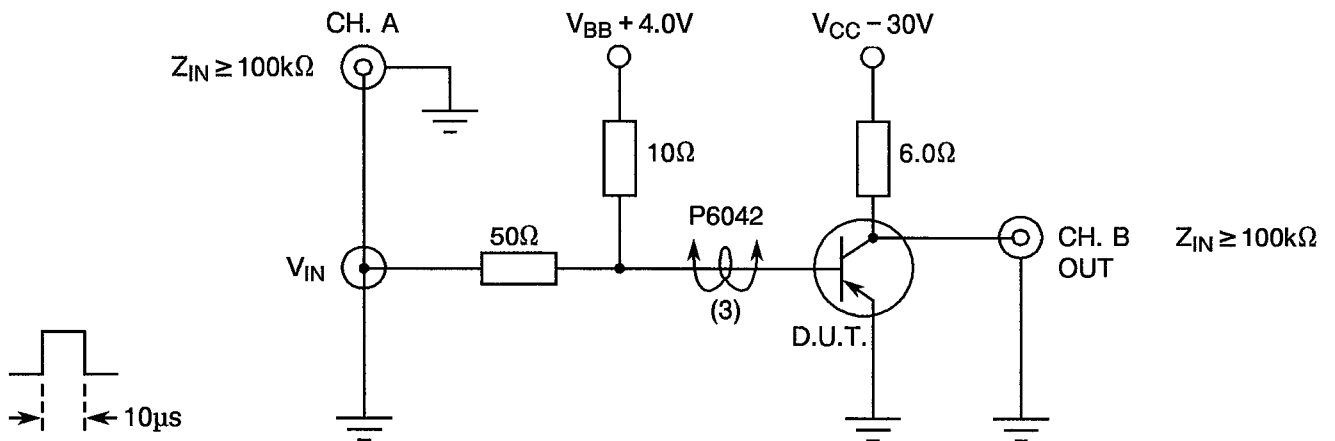 CH. A
V_BB + 4.0V
V_CC – 30V
Z_IN ≥ 100kΩ
10Ω
6.0Ω
P6042
50Ω
CH. B
OUT
Z_IN ≥ 100kΩ
V_IN
(3)
D.U.T.
10µs